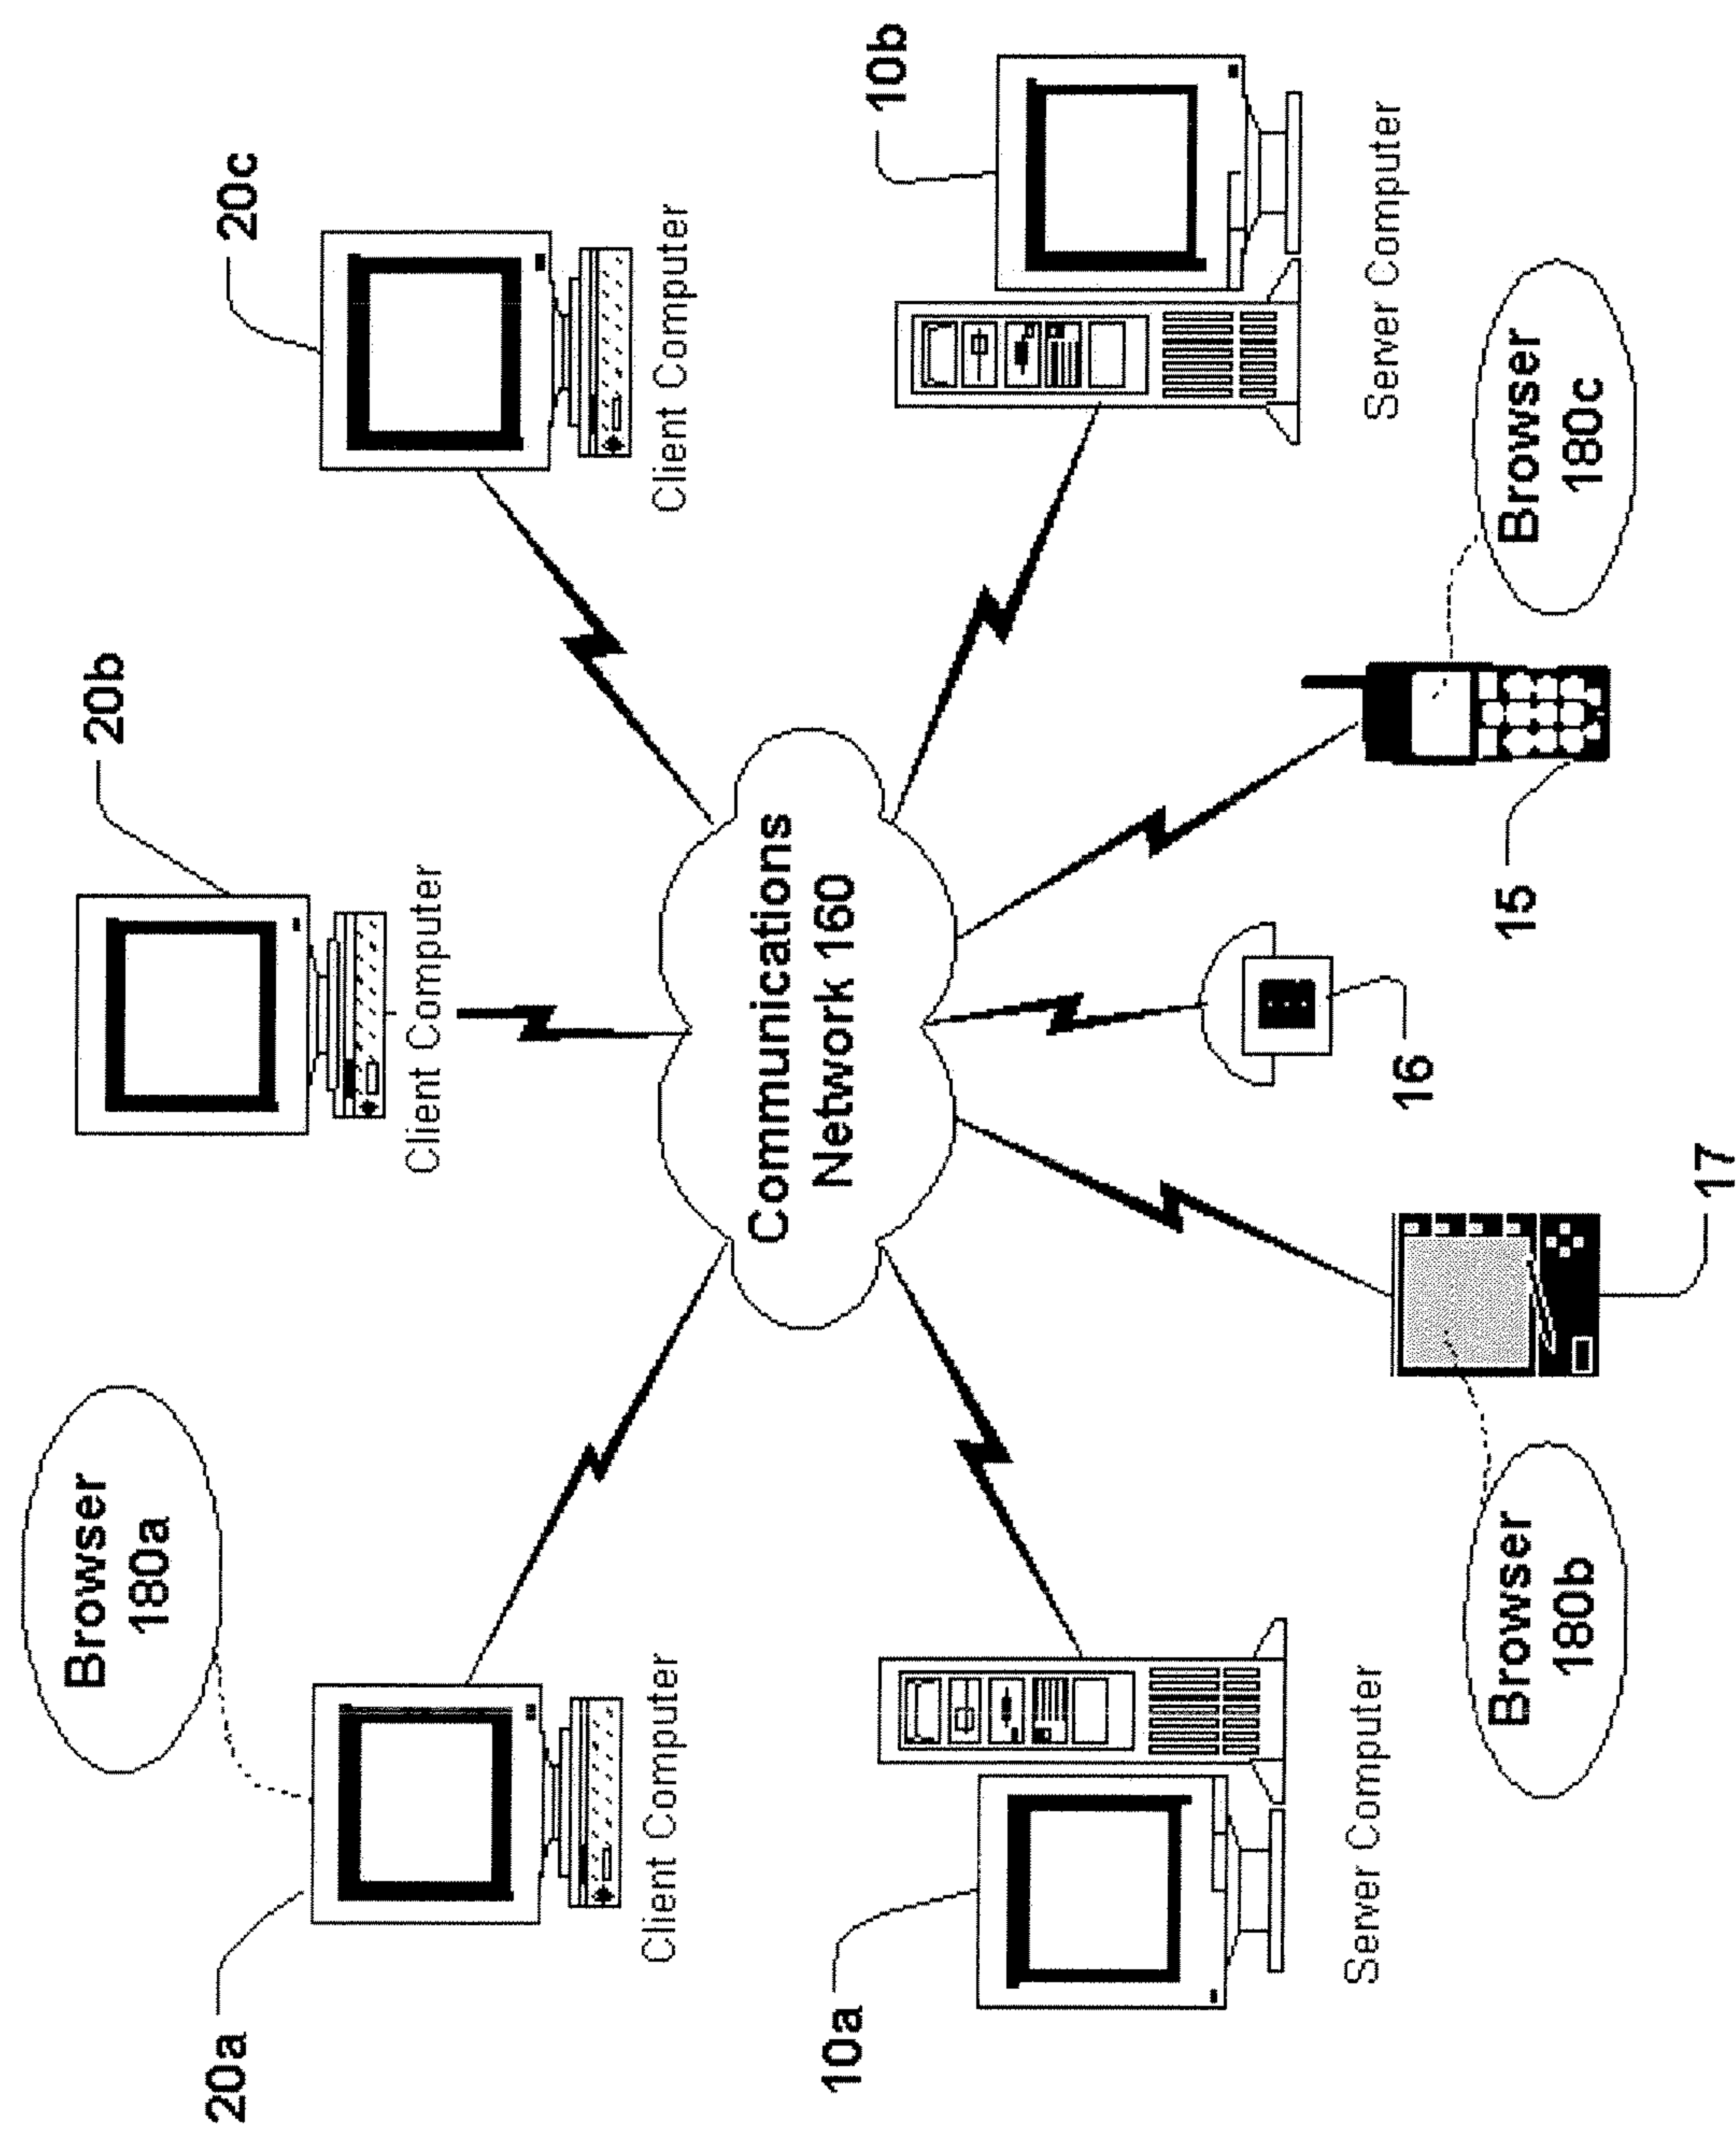 Browser
180a
20b
20c
20a
Client Computer
Client Computer
Client Computer
Communications
Network 160
10a
10b
Server Computer
Server Computer
16
15
17
Browser
180b
Browser
180c